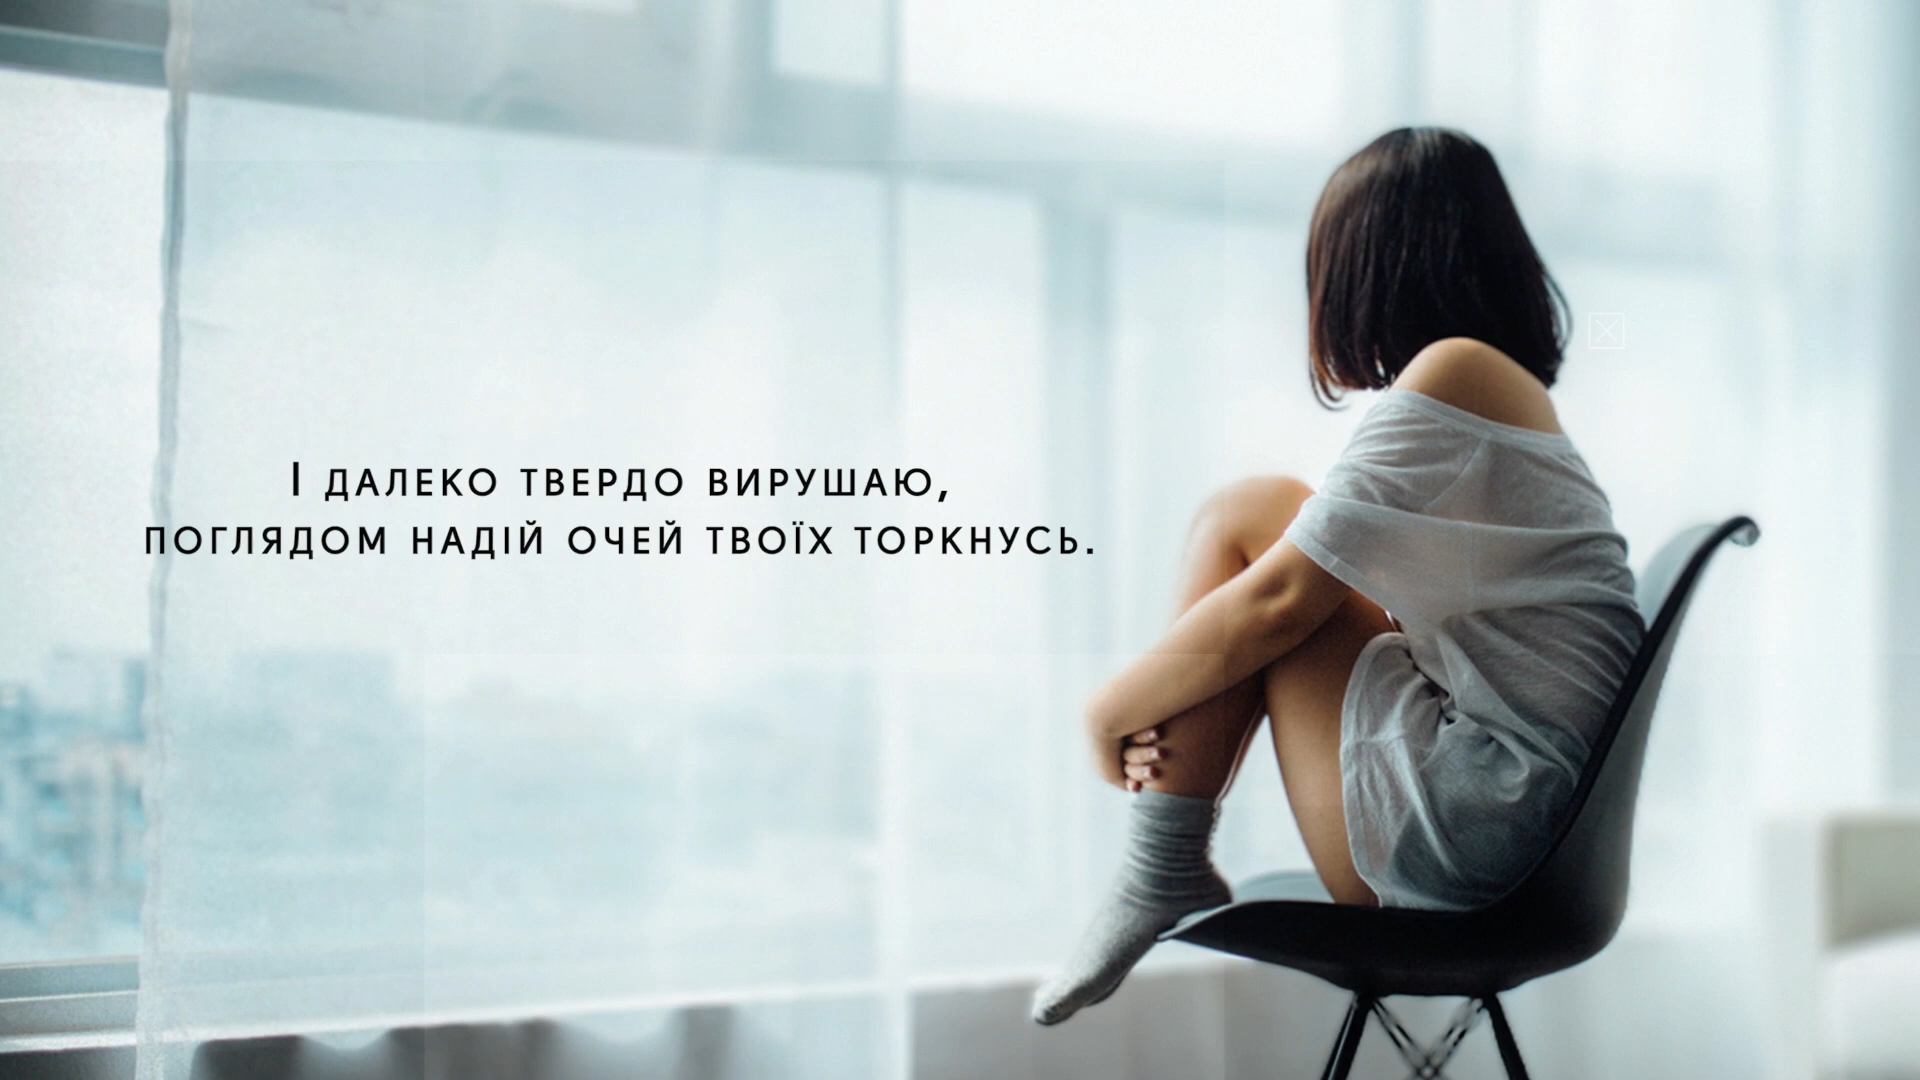 І ДАЛЕКО ТВЕРДО ВИРУШАЮ,
ПОГЛЯДОМ НАДІЙ ОЧЕЙ ТВОЇХ ТОРКНУСЬ.